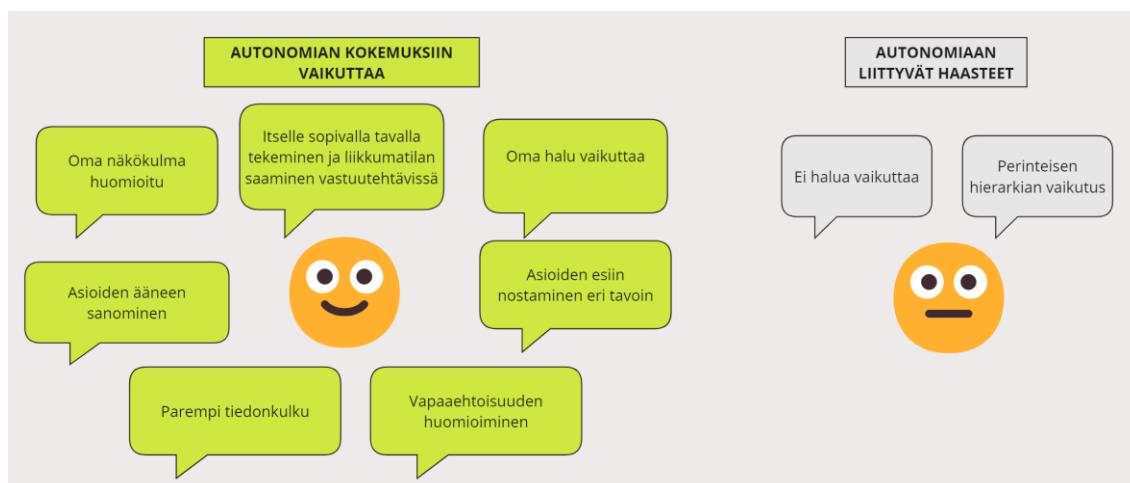 AUTONOMIAN KOKEMUKSIIN
VAIKUTTAA
Oma näkökulma
huomioitu
Itselle sopivalla tavalla
tekeminen ja liikkumatilan
saaminen vastuutehtävissä
Oma halu vaikuttaa
Asioiden ääneen
sanominen
Asioiden esiin
nostaminen eri tavoin
Parempi tiedonkulku
Vapaaehtoisuuden
huomioiminen
AUTONOMIAAN
LIITTYVÄT HAASTEET
Ei halua vaikuttaa
Perinteisen
hierarkian vaikutus